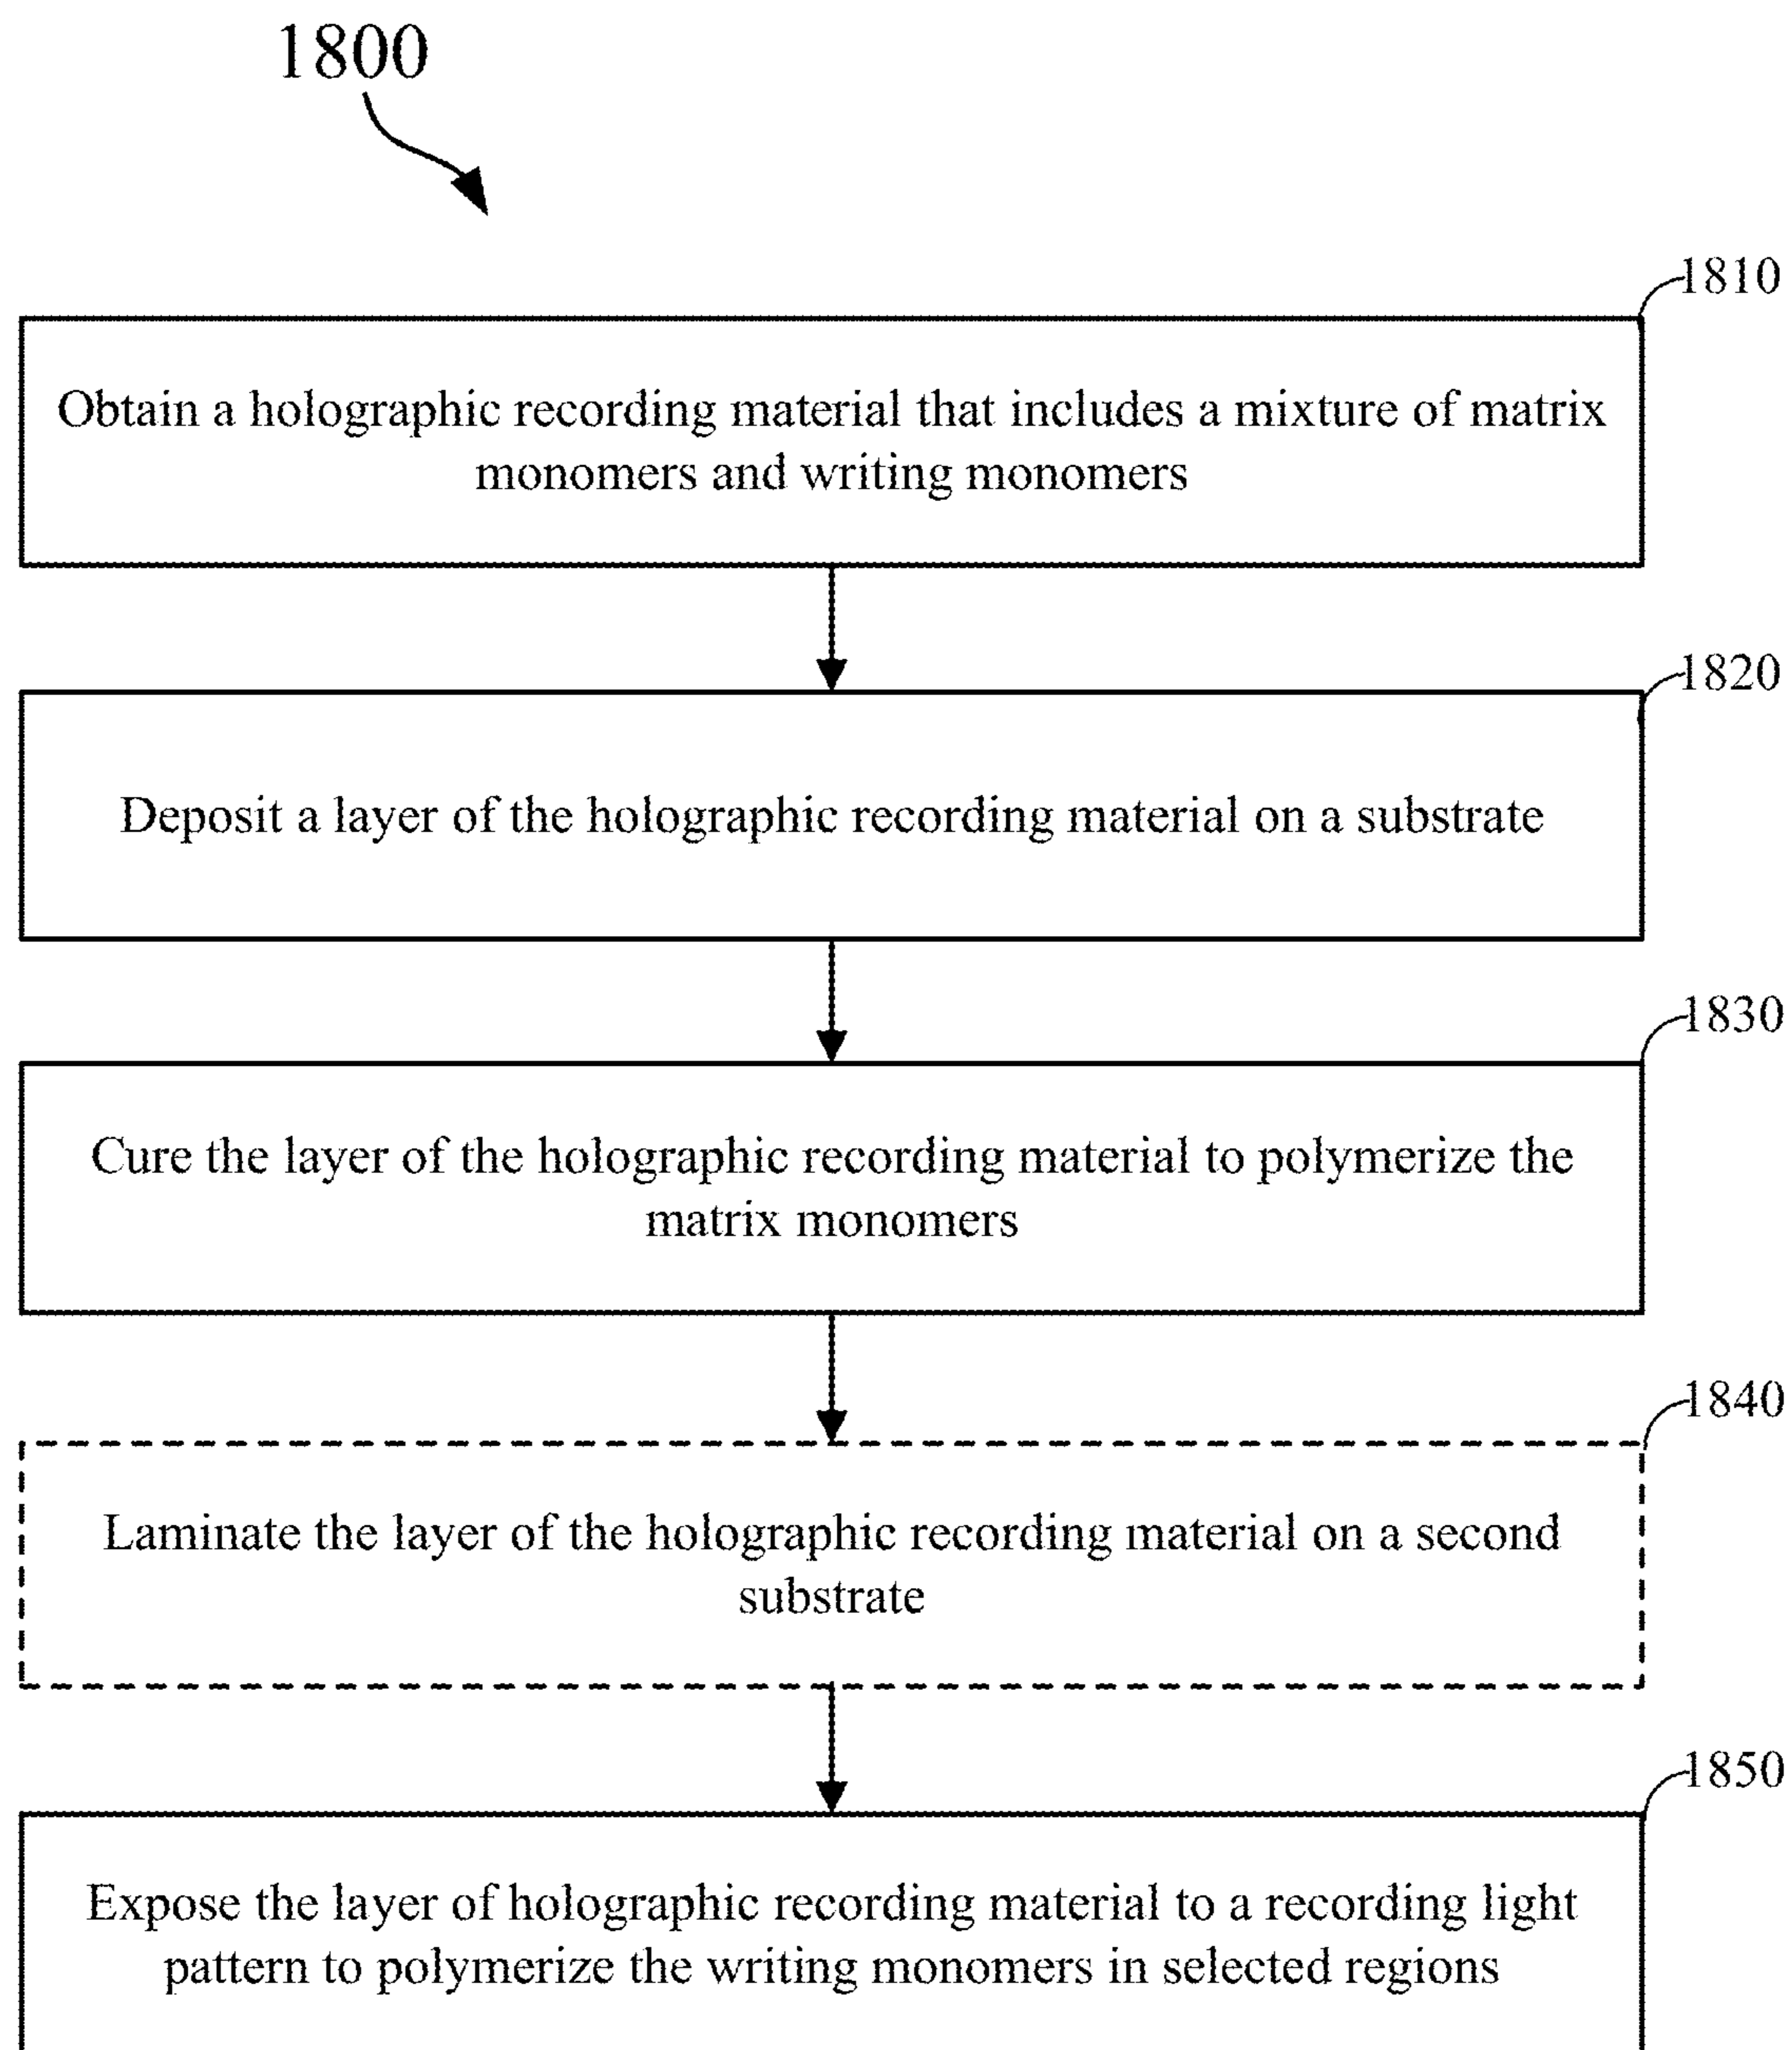 1800
1810
Obtain a holographic recording material that includes a mixture of matrix
monomers and writing monomers
1820
Deposit a layer of the holographic recording material on a substrate
1830
Cure the layer of the holographic recording material to polymerize the
matrix monomers
1840
Laminate the layer of the holographic recording material on a second
substrate
1850
Expose the layer of holographic recording material to a recording light
pattern to polymerize the writing monomers in selected regions